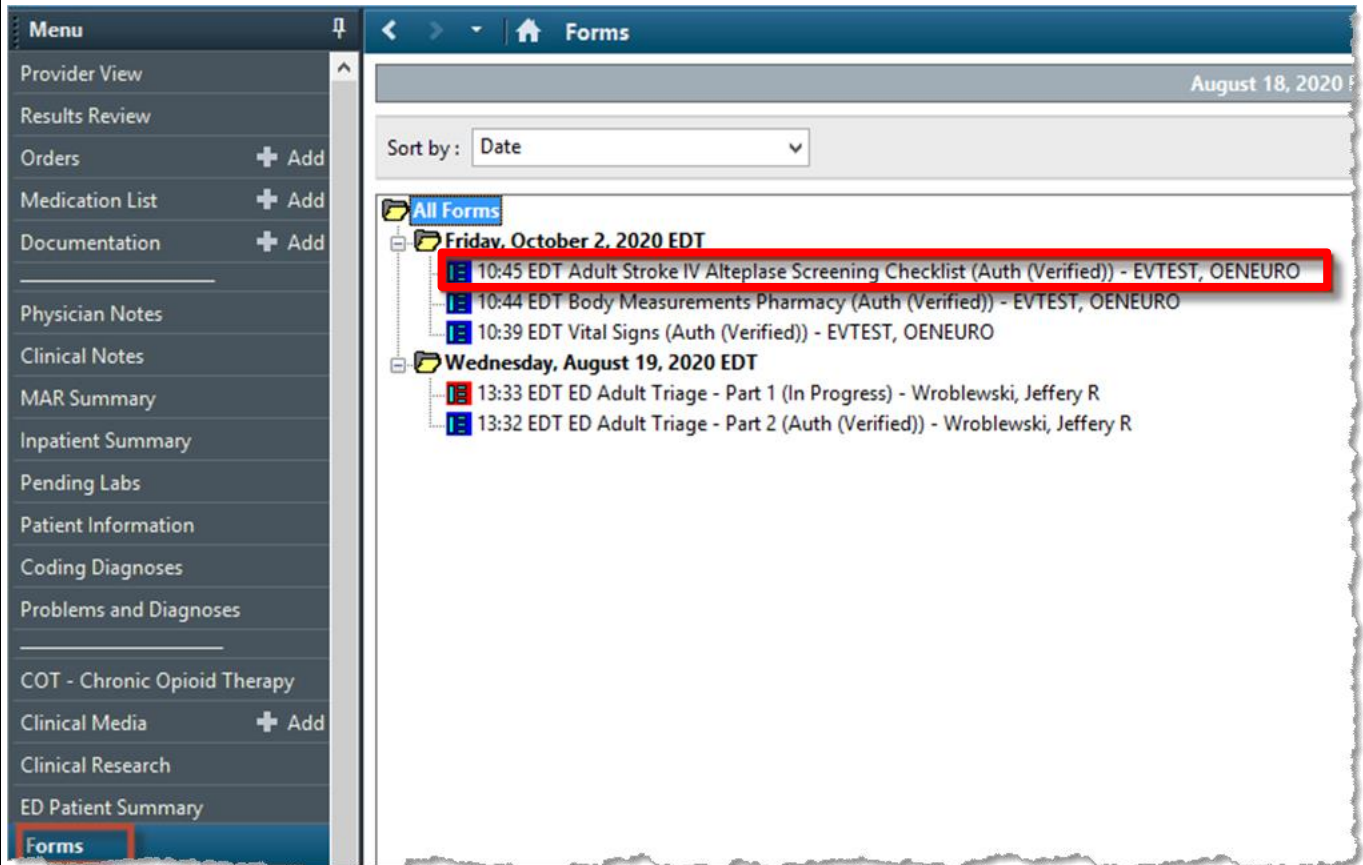 Menu
Provider View
Results Review
Orders Add
Medication List Add
Documentation Add
Physician Notes
Clinical Notes
MAR Summary
Inpatient Summary
Pending Labs
Patient Information
Coding Diagnoses
Problems and Diagnoses
COT - Chronic Opioid Therapy
Clinical Media Add
Clinical Research
ED Patient Summary
Forms
Forms
August 18, 2020
Sort by : Date
All Forms
Friday, October 2, 2020 EDT
10:45 EDT Adult Stroke IV Alteplase Screening Checklist (Auth (Verified)) - EVTEST, OENEURO
10:44 EDT Body Measurements Pharmacy (Auth (Verified)) - EVTEST, OENEURO
10:39 EDT Vital Signs (Auth (Verified)) - EVTEST, OENEURO
Wednesday, August 19, 2020 EDT
13:33 EDT ED Adult Triage - Part 1 (In Progress) - Wroblewski, Jeffery R
13:32 EDT ED Adult Triage - Part 2 (Auth (Verified)) - Wroblewski, Jeffery R